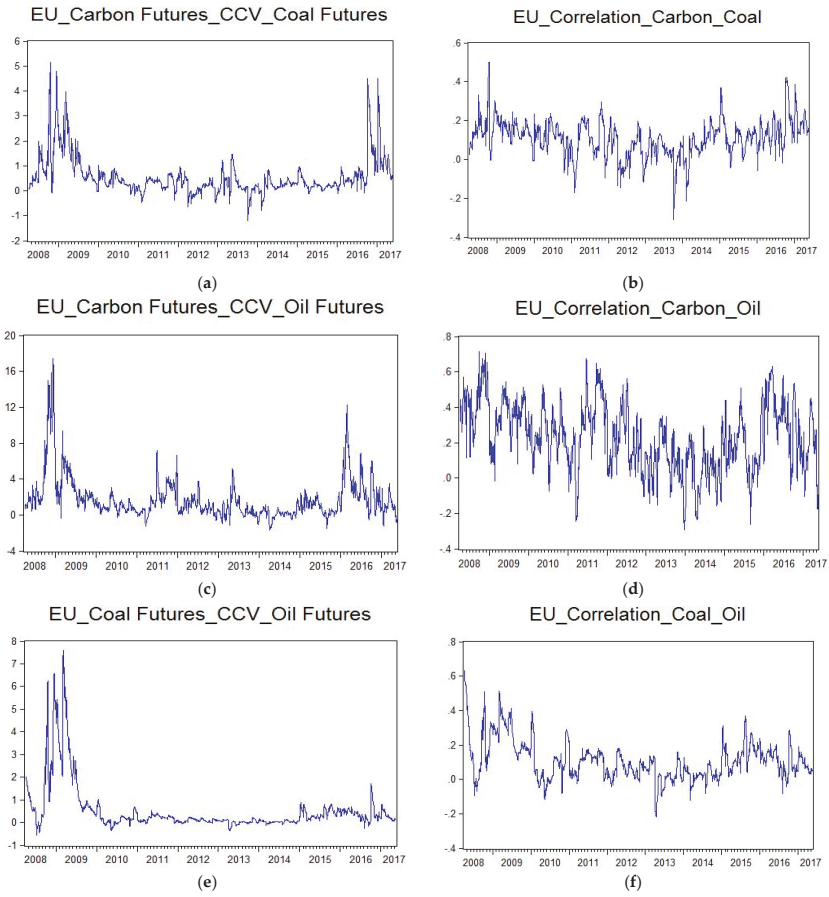 EU_Carbon Futures_CCV_Coal Futures
6
5
4
3
2
1
0
-1
-2
2008 2009 2010 2011 2012 2013 2014 2015 2016 2017
(a)
EU_Correlation_Carbon_Coal
.6
.4
.2
.0
-.2
-.4
2008 2009 2010 2011 2012 2013 2014 2015 2016 2017
(b)
EU_Carbon Futures_CCV_Oil Futures
20
16
12
8
4
0
-4
2008 2009 2010 2011 2012 2013 2014 2015 2016 2017
(c)
EU_Correlation_Carbon_Oil
.8
.6
.4
.2
.0
-.2
-.4
2008 2009 2010 2011 2012 2013 2014 2015 2016 2017
(d)
EU_Coal Futures_CCV_Oil Futures
8
7
6
5
4
3
2
1
0
-1
2008 2009 2010 2011 2012 2013 2014 2015 2016 2017
(e)
EU_Correlation_Coal_Oil
.8
.6
.4
.2
.0
-.2
-.4
2008 2009 2010 2011 2012 2013 2014 2015 2016 2017
(f)